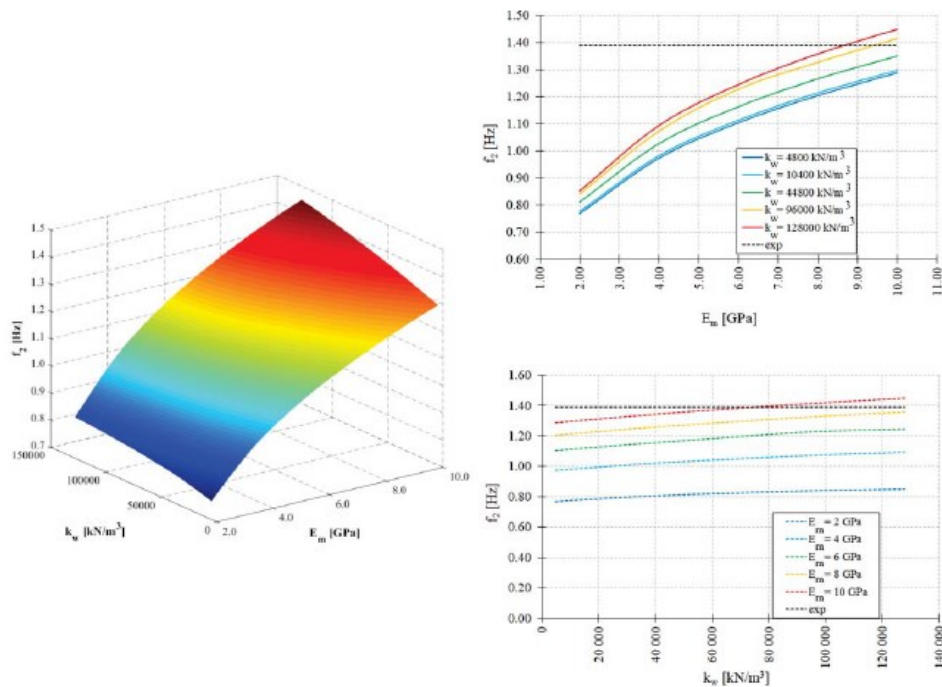 1.5
1.4
1.3
1.2
1.1
1.0
0.9
0.8
0.7
f2 [Hz]
150000
100000
50000
0
kw [kN/m3]
2.0
4.0
6.0
8.0
10.0
Em [GPa]
1.50
1.40
1.30
1.20
1.10
1.00
0.90
0.80
0.70
0.60
f2 [Hz]
kw = 4800 kN/m3
kw = 10400 kN/m3
kw = 44800 kN/m3
kw = 96000 kN/m3
kw = 128000 kN/m3
exp
1.00 2.00 3.00 4.00 5.00 6.00 7.00 8.00 9.00 10.00 11.00
Em [GPa]
1.60
1.40
1.20
1.00
0.80
0.60
0.40
0.20
0.00
f2 [Hz]
Em = 2 GPa
Em = 4 GPa
Em = 6 GPa
Em = 8 GPa
Em = 10 GPa
exp
0 20 000 40 000 60 000 80 000 100 000 120 000 140 000
kw [kN/m3]